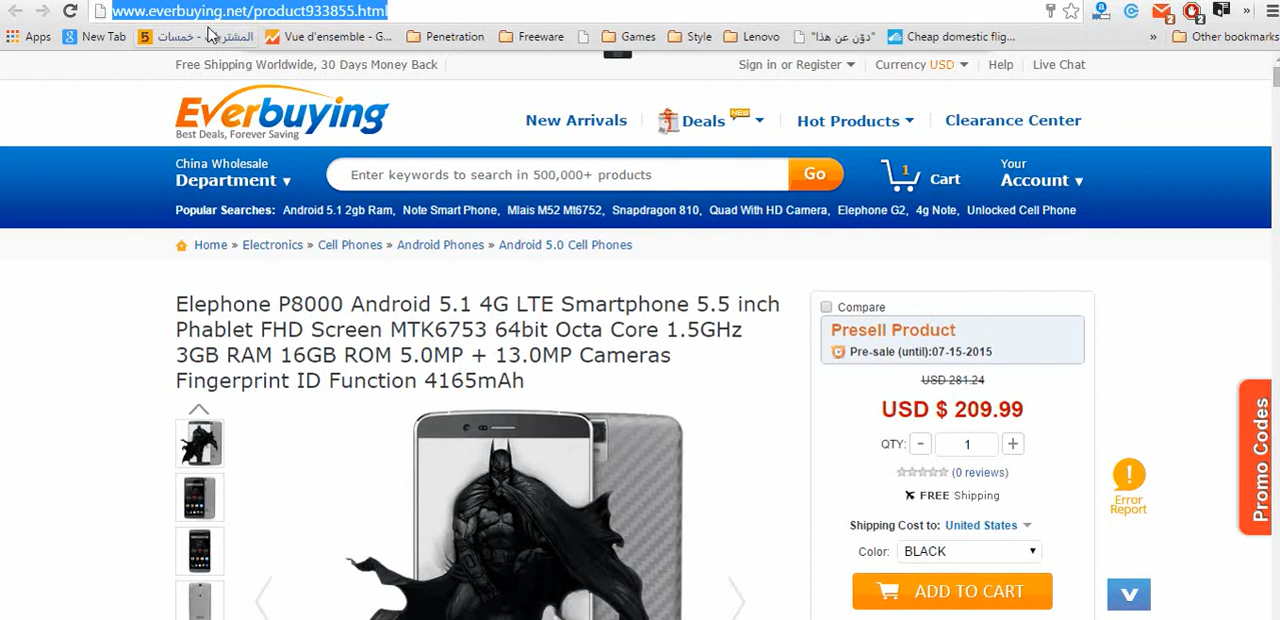 www.everbuying.net/product933855.html
2 2 »
Apps New Tab 5 خمسات - المشتريات Vue d'ensemble - G... Penetration Freeware Games Style Lenovo "دوّن عن هذا" Cheap domestic flig... » Other bookmarks
Free Shipping Worldwide, 30 Days Money Back Sign in or Register Currency USD Help Live Chat
Everbuying
Best Deals, Forever Saving
New Arrivals Deals NEW Hot Products Clearance Center
China Wholesale
Department
Enter keywords to search in 500,000+ products Go
1 Cart
Your
Account
Popular Searches: Android 5.1 2gb Ram, Note Smart Phone, Mlais M52 Mt6752, Snapdragon 810, Quad With HD Camera, Elephone G2, 4g Note, Unlocked Cell Phone
Home » Electronics » Cell Phones » Android Phones » Android 5.0 Cell Phones
Elephone P8000 Android 5.1 4G LTE Smartphone 5.5 inch
Phablet FHD Screen MTK6753 64bit Octa Core 1.5GHz
3GB RAM 16GB ROM 5.0MP + 13.0MP Cameras
Fingerprint ID Function 4165mAh
Compare
Presell Product
Pre-sale (until):07-15-2015
USD 281.24
USD $ 209.99
QTY: - 1 +
(0 reviews)
FREE Shipping
Shipping Cost to: United States
Color: BLACK
ADD TO CART
Error
Report
Promo Codes